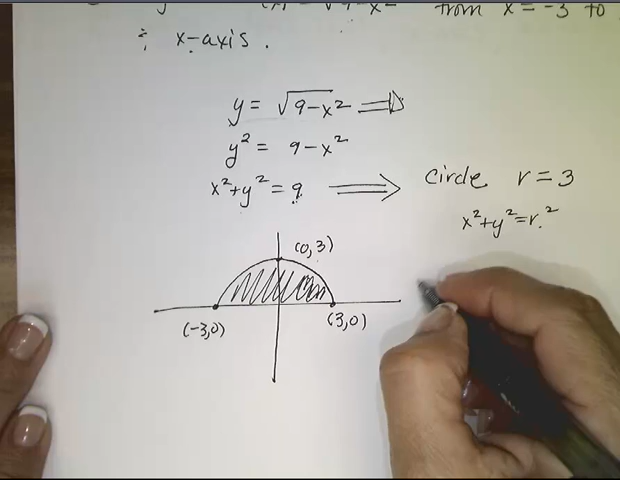 from x = -3 to
& x-axis.
y = √9-x²
y² = 9-x²
x²+y² = 9 ⟹ circle r = 3
x²+y²=r²
(0,3)
(-3,0) (3,0)